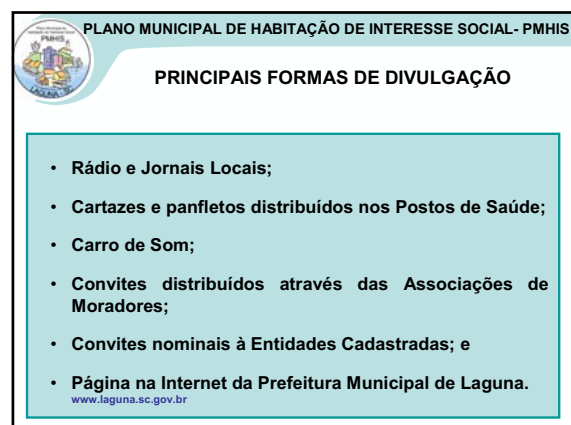 PLANO MUNICIPAL DE HABITAÇÃO DE INTERESSE SOCIAL- PMHIS
PMHIS
LAGUNA - SC
PRINCIPAIS FORMAS DE DIVULGAÇÃO
• Rádio e Jornais Locais;
• Cartazes e panfletos distribuídos nos Postos de Saúde;
• Carro de Som;
• Convites distribuídos através das Associações de
Moradores;
• Convites nominais à Entidades Cadastradas; e
• Página na Internet da Prefeitura Municipal de Laguna.
www.laguna.sc.gov.br